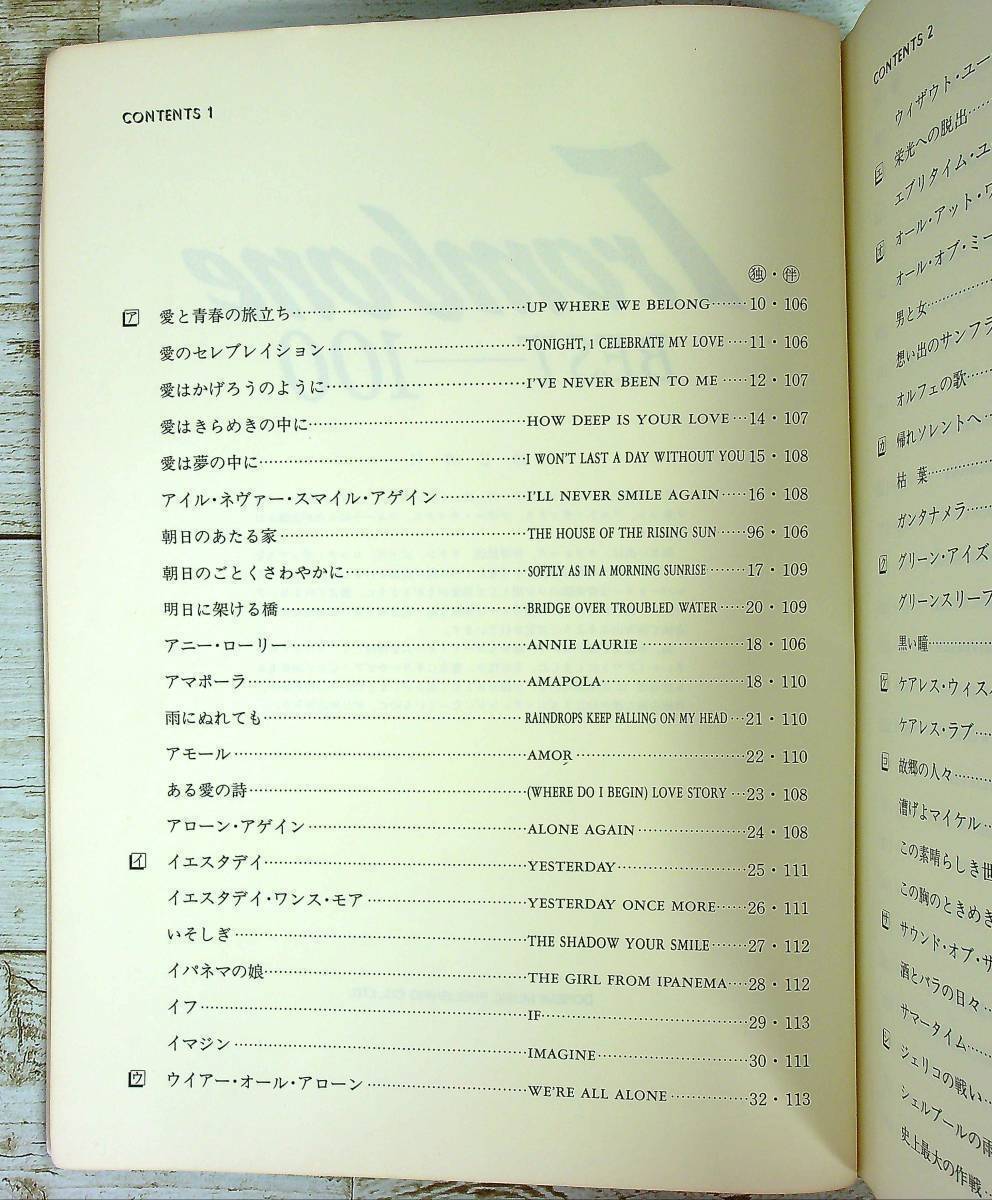 CONTENTS 1
独・伴
ア 愛と青春の旅立ち……UP WHERE WE BELONG……10・106
愛のセレブレイション……TONIGHT, I CELEBRATE MY LOVE……11・106
愛はかげろうのように……I'VE NEVER BEEN TO ME……12・107
愛はきらめきの中に……HOW DEEP IS YOUR LOVE……14・107
愛は夢の中に……I WON'T LAST A DAY WITHOUT YOU 15・108
アイル・ネヴァー・スマイル・アゲイン……I'LL NEVER SMILE AGAIN……16・108
朝日のあたる家……THE HOUSE OF THE RISING SUN……96・106
朝日のごとくさわやかに……SOFTLY AS IN A MORNING SUNRISE……17・109
明日に架ける橋……BRIDGE OVER TROUBLED WATER……20・109
アニー・ローリー……ANNIE LAURIE……18・106
アマポーラ……AMAPOLA……18・110
雨にぬれても……RAINDROPS KEEP FALLING ON MY HEAD……21・110
アモール……AMOR……22・110
ある愛の詩……(WHERE DO I BEGIN) LOVE STORY……23・108
アローン・アゲイン……ALONE AGAIN……24・108
イ イエスタデイ……YESTERDAY……25・111
イエスタデイ・ワンス・モア……YESTERDAY ONCE MORE……26・111
いそしぎ……THE SHADOW YOUR SMILE……27・112
イパネマの娘……THE GIRL FROM IPANEMA……28・112
イフ……IF……29・113
イマジン……IMAGINE……30・111
ウ ウイアー・オール・アローン……WE'RE ALL ALONE……32・113
CONTENTS 2
ウイザウト・ユー
エ 栄光への脱出……
エブリタイム・ユ
オ オール・アット・ワ
オール・オブ・ミー
男と女……
想い出のサンフラ
オルフェの歌……
カ 帰れソレントへ……
枯葉……
ガンタナメラ……
ク グリーン・アイズ
グリーンスリーフ
黒い瞳……
ケ ケアレス・ウィスパ
ケアレス・ラブ……
コ 故郷の人々……
漕げよマイケル……
この素晴らしき世
この胸のときめき
サ サウンド・オブ・サ
酒とバラの日々……
サマータイム……
シ ジェリコの戦い……
シェルブールの雨
史上最大の作戦……